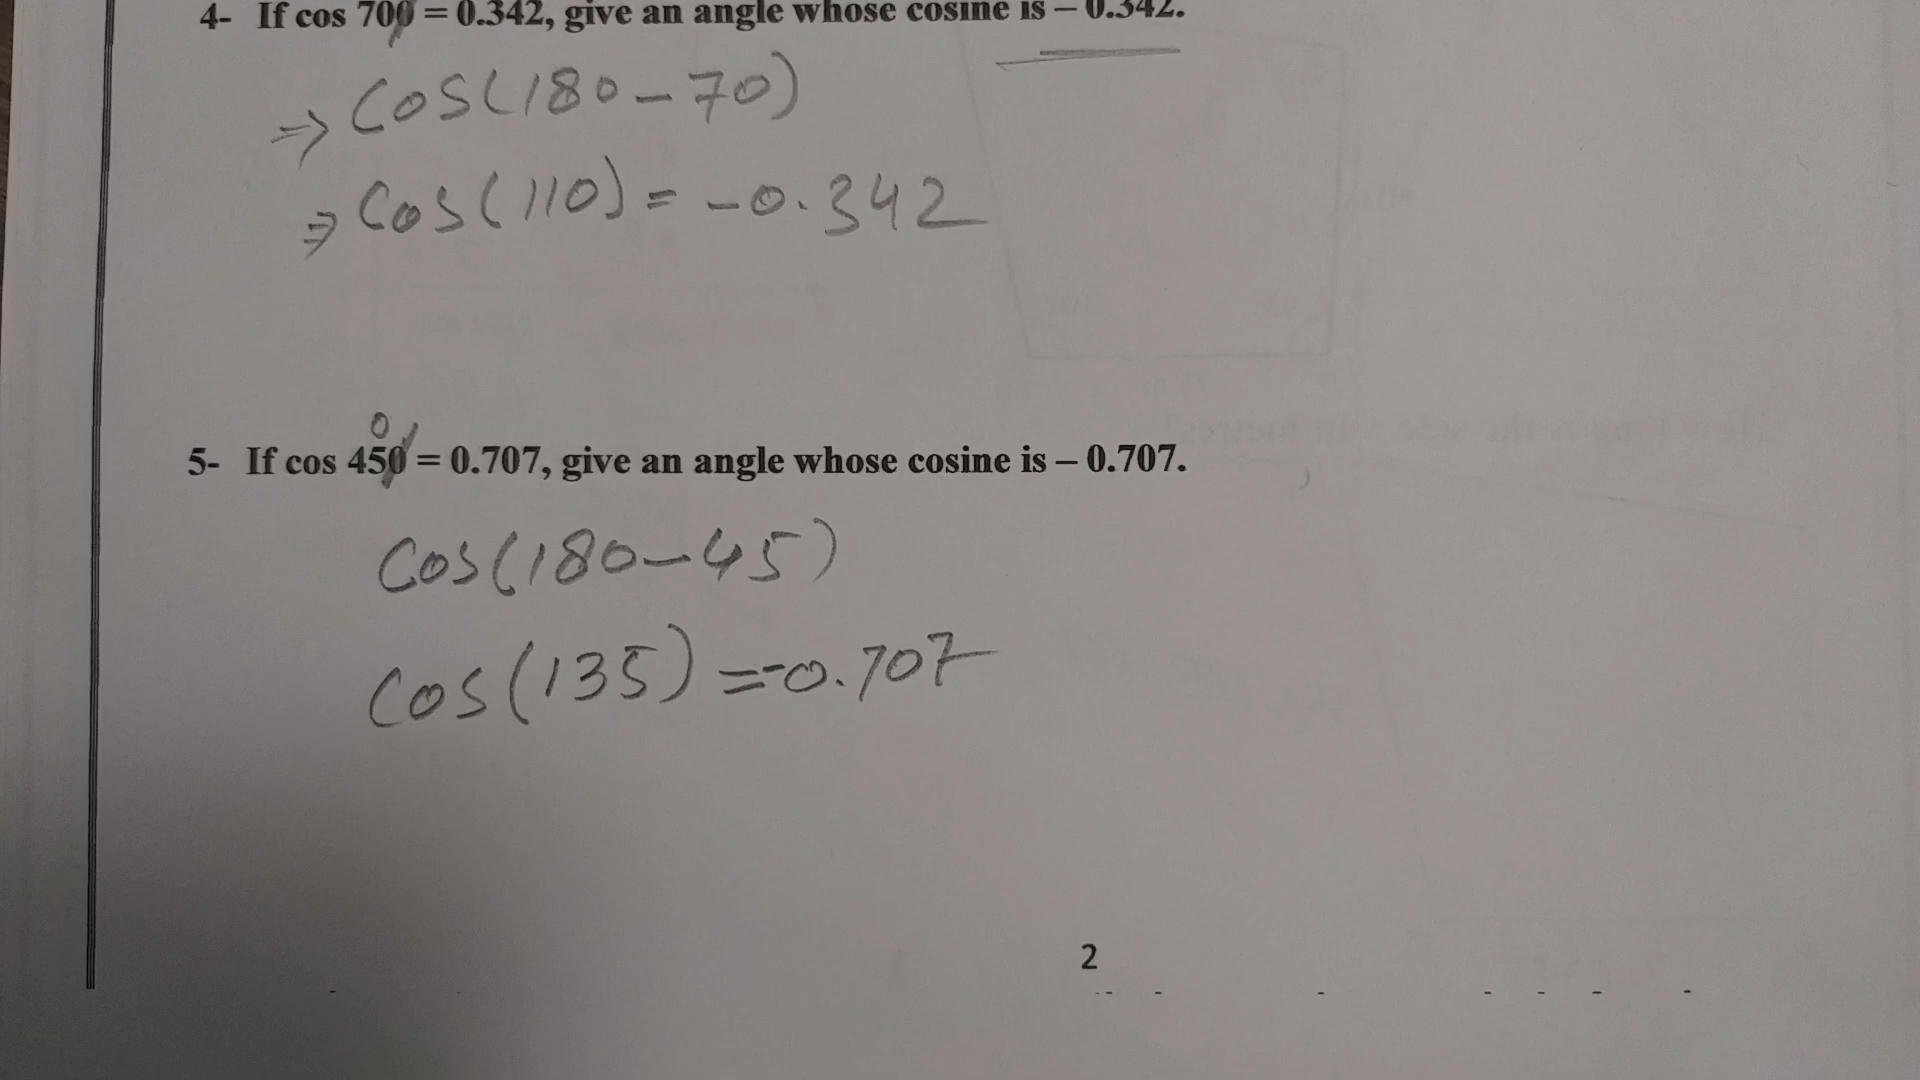 4- If cos 700 = 0.342, give an angle whose cosine is – 0.342.
⇒ Cos(180-70)
⇒ Cos(110) = -0.342
0
5- If cos 450 = 0.707, give an angle whose cosine is – 0.707.
Cos(180-45)
Cos(135) = -0.707
2